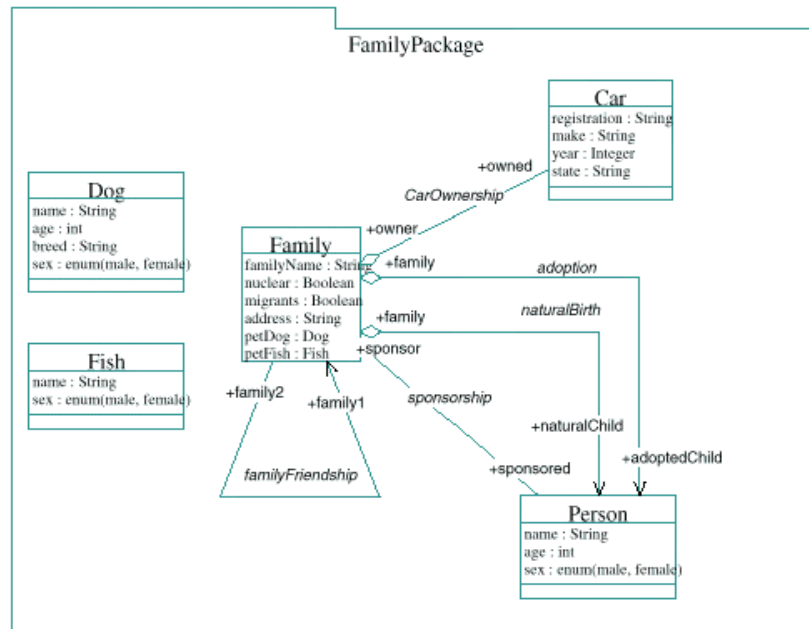 FamilyPackage
Car
registration : String
make : String
year : Integer
state : String
+owned
CarOwnership
+owner
Dog
name : String
age : int
breed : String
sex : enum(male, female)
Family
familyName : String
nuclear : Boolean
migrants : Boolean
address : String
petDog : Dog
petFish : Fish
+family
adoption
+family
naturalBirth
+sponsor
Fish
name : String
sex : enum(male, female)
+family2
+family1
sponsorship
familyFriendship
+naturalChild
+adoptedChild
+sponsored
Person
name : String
age : int
sex : enum(male, female)